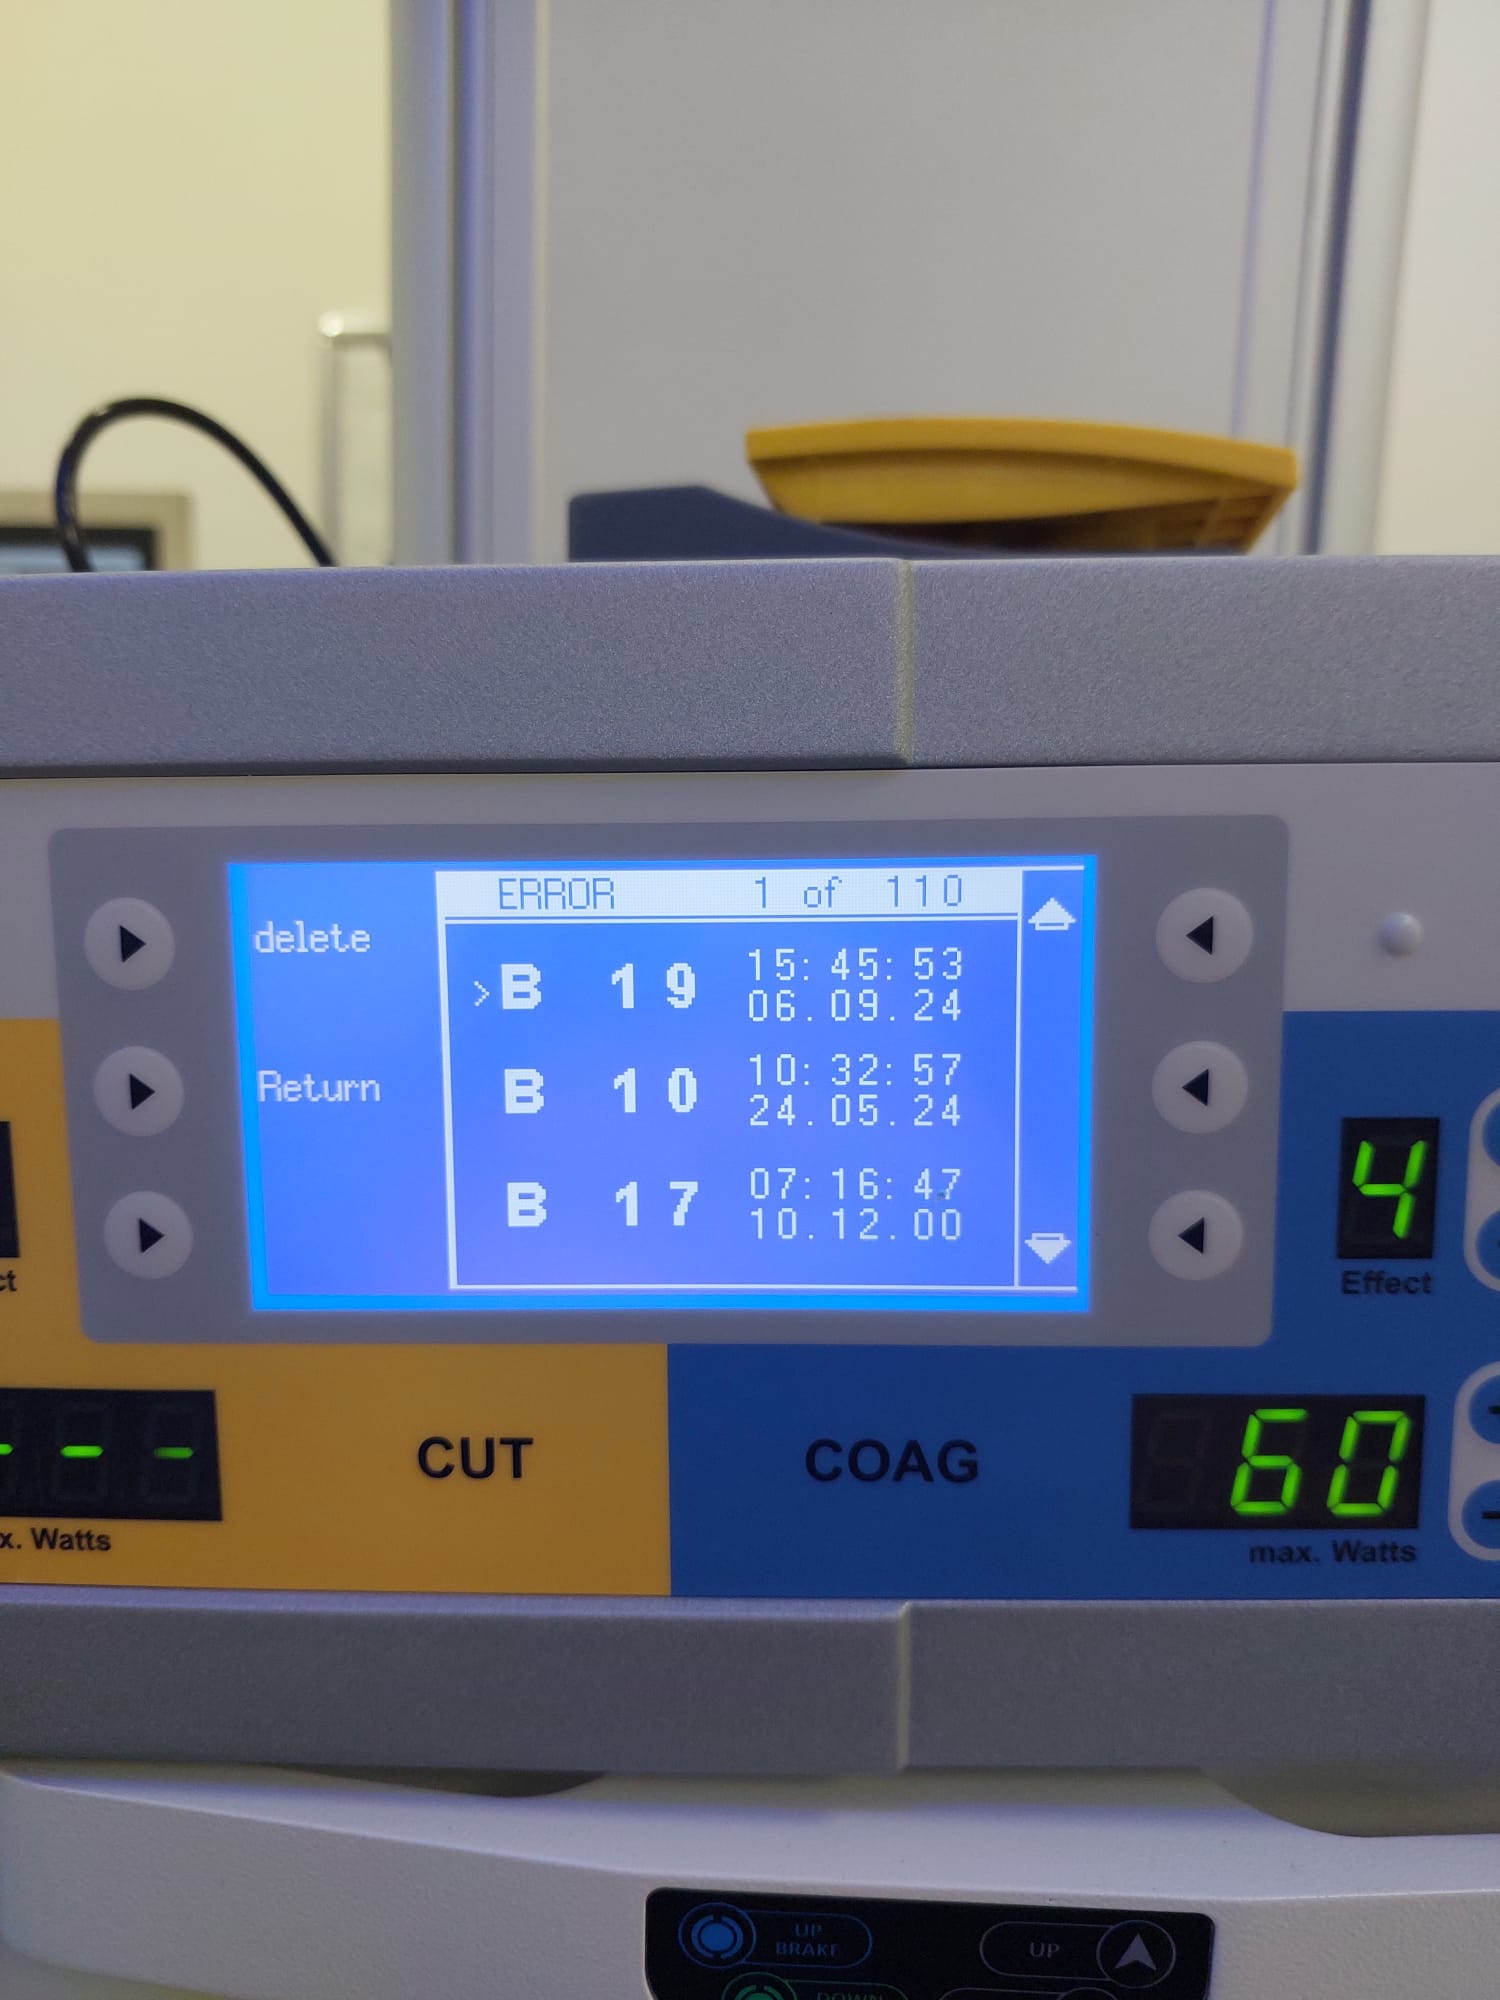 ERROR 1 of 110
delete
>B 19 15:45:53
06.09.24
Return
B 10 10:32:57
24.05.24
B 17 07:16:47
10.12.00
4
Effect
ct
- - -
CUT
COAG
60
x. Watts
max. Watts
UP
BRAKE
UP
DOWN